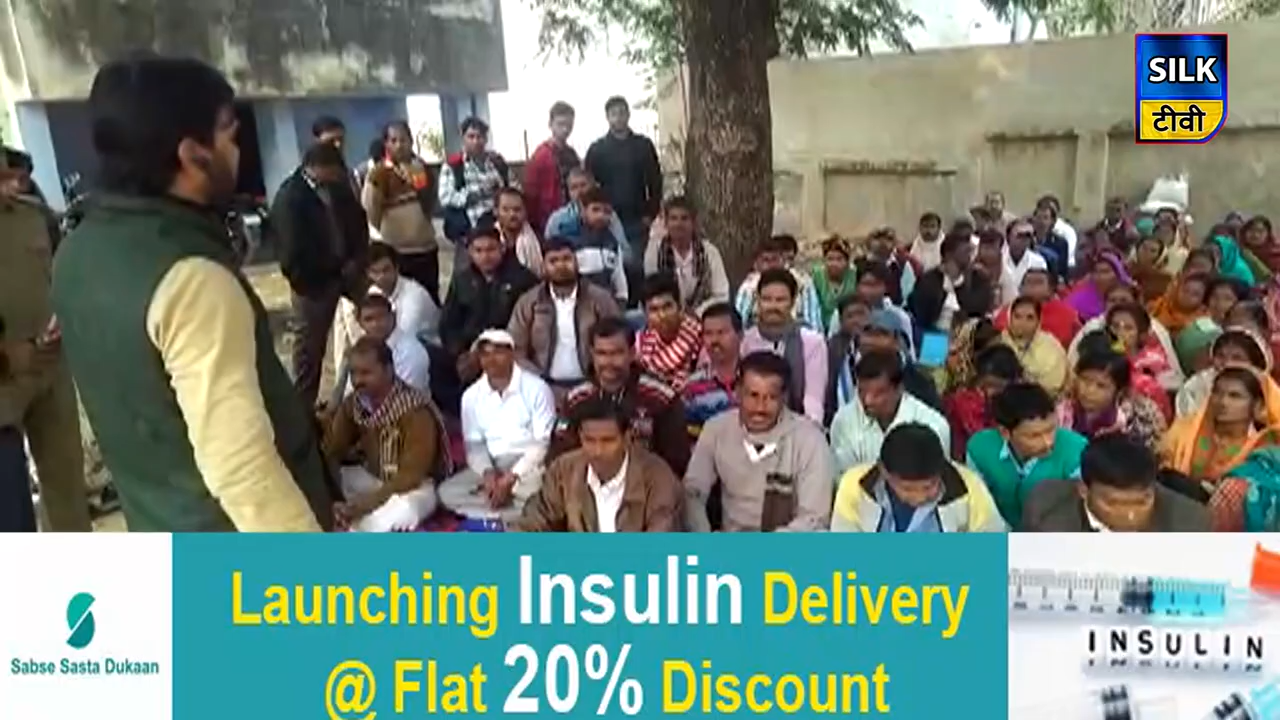 SILK
टीवी
Launching Insulin Delivery
@ Flat 20% Discount
Sabse Sasta Dukaan
INSULIN